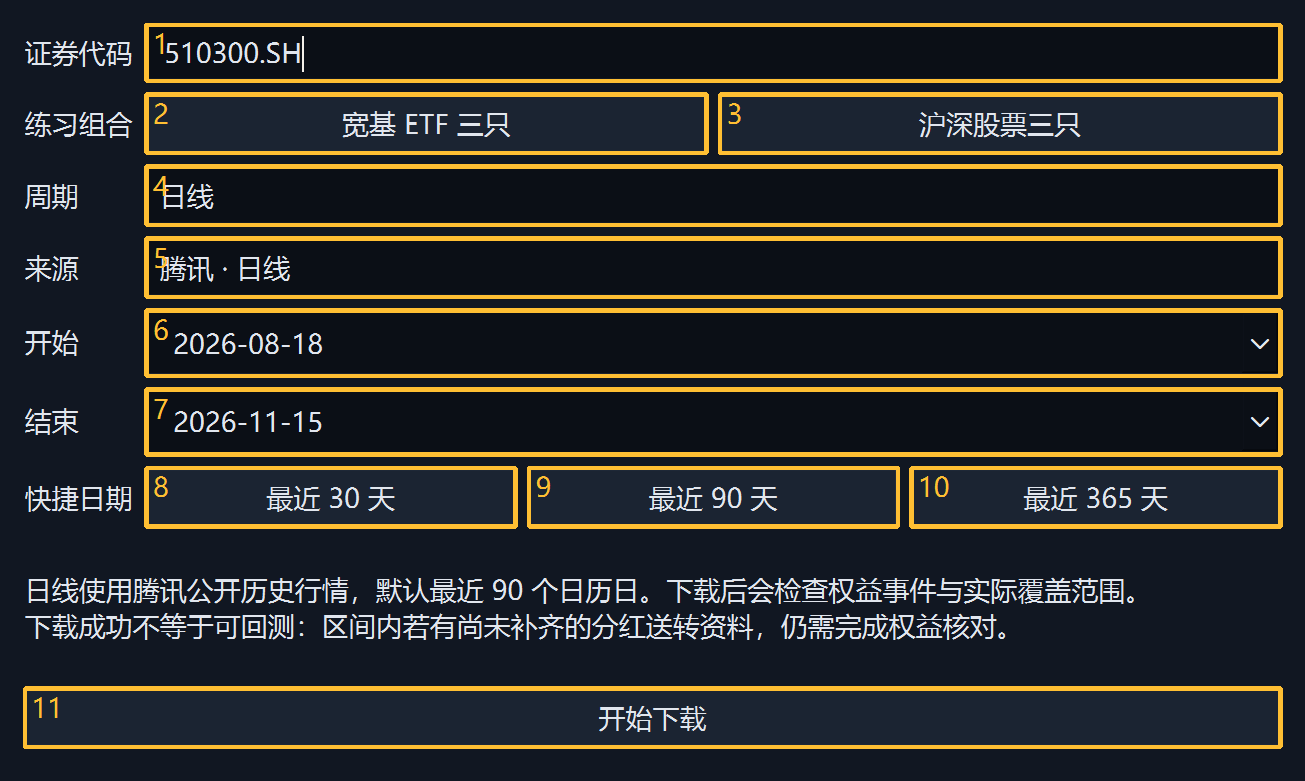 证券代码 1 510300.SH
练习组合 2 宽基 ETF 三只 3 沪深股票三只
周期 4 日线
来源 5 腾讯 · 日线
开始 6 2026-08-18
结束 7 2026-11-15
快捷日期 8 最近 30 天 9 最近 90 天 10 最近 365 天
日线使用腾讯公开历史行情，默认最近 90 个日历日。下载后会检查权益事件与实际覆盖范围。
下载成功不等于可回测：区间内若有尚未补齐的分红送转资料，仍需完成权益核对。
11 开始下载